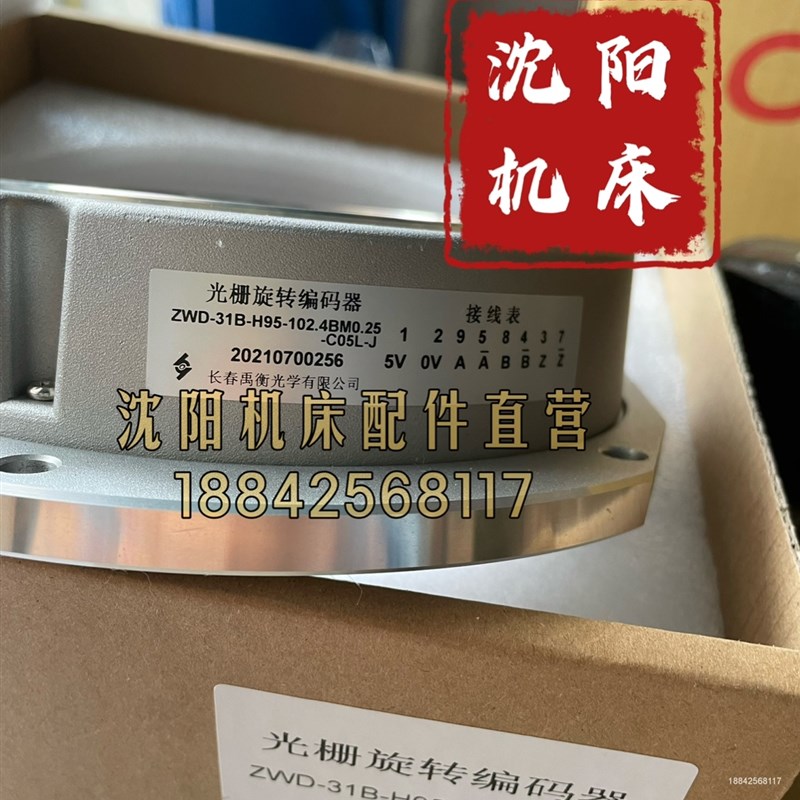 沈阳
机床
光栅旋转编码器
ZWD-31B-H95-102.4BM0.25
-C05L-J
20210700256
长春禹衡光学有限公司
接线表
1 2 9 5 8 4 3 7
5V 0V A A̅ B B̅ Z Z̅
沈阳机床配件直营
18842568117
光栅旋转编码器
ZWD-31B-H95
18842568117